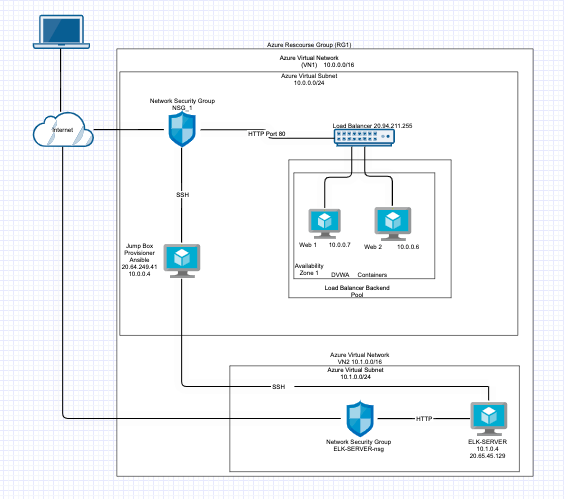 Azure Rescourse Group (RG1)
Azure Virtual Network
(VN1) 10.0.0.0/16
Azure Virtual Subnet
10.0.0.0/24
Network Security Group
NSG_1
Internet
HTTP Port 80
Load Balancer 20.94.211.255
SSH
Web 1 10.0.0.7
Web 2 10.0.0.6
Jump Box
Provisioner
Ansible
20.64.249.41
10.0.0.4
Availability
Zone 1
DVWA Containers
Load Balancer Backend
Pool
Azure Virtual Network
VN2 10.1.0.0/16
Azure Virtual Subnet
10.1.0.0/24
SSH
HTTP
Network Security Group
ELK-SERVER-nsg
ELK-SERVER
10.1.0.4
20.65.45.129